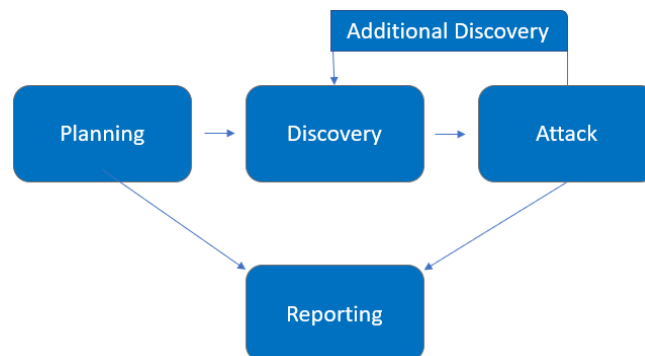 Additional Discovery
Planning
Discovery
Attack
Reporting